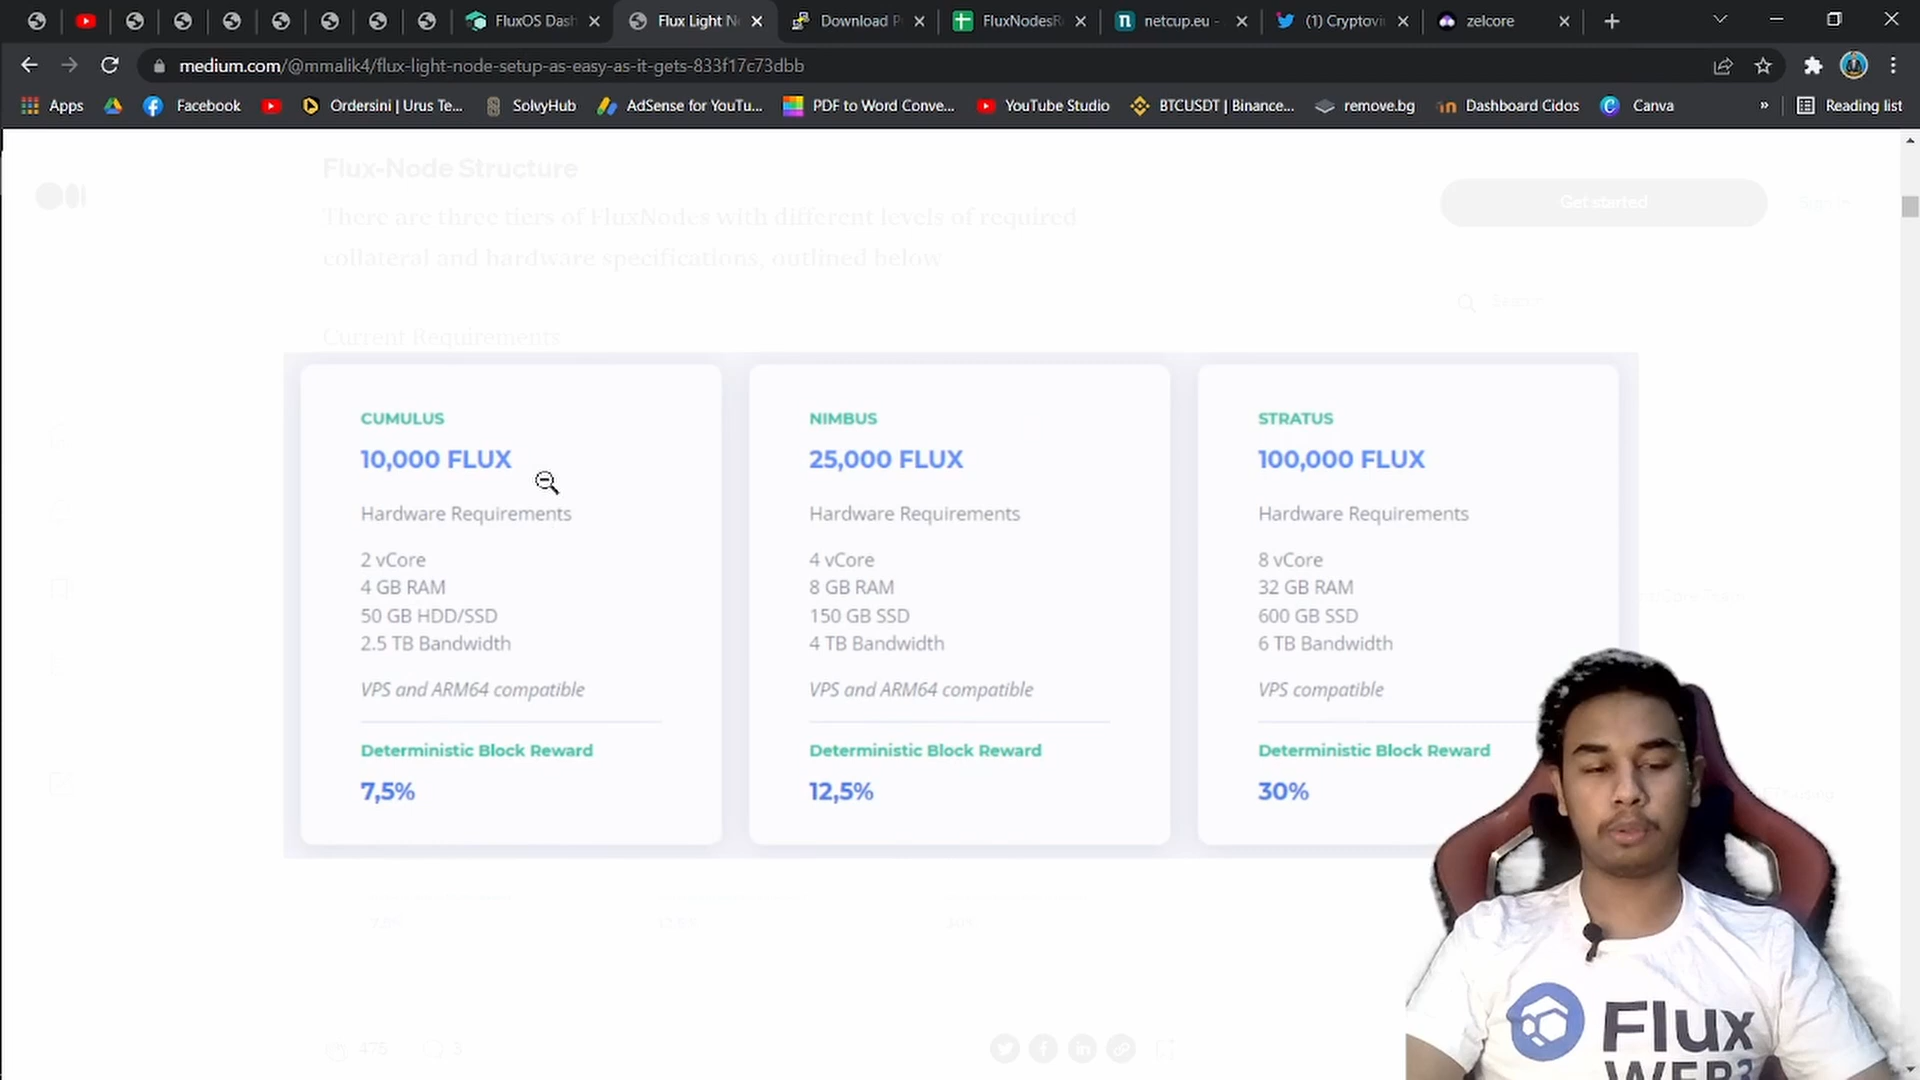 FluxOS Das
Flux Light N
Download P
FluxNodesR
netcup.eu -
(1) Cryptovi
zelcore
medium.com/@mmalik4/flux-light-node-setup-as-easy-as-it-gets-833f17c73dbb
Apps
Facebook
Ordersini | Urus Te...
SolvyHub
AdSense for YouTu...
PDF to Word Conve...
YouTube Studio
BTCUSDT | Binance...
remove.bg
Dashboard Cidos
Canva
»
Reading list
Flux-Node Structure
There are three tiers of FluxNodes with different levels of required
collateral and hardware specifications, outlined below
Get started
Sign In
Search
Current Requirements
CUMULUS
10,000 FLUX
Hardware Requirements
2 vCore
4 GB RAM
50 GB HDD/SSD
2.5 TB Bandwidth
VPS and ARM64 compatible
Deterministic Block Reward
7,5%
NIMBUS
25,000 FLUX
Hardware Requirements
4 vCore
8 GB RAM
150 GB SSD
4 TB Bandwidth
VPS and ARM64 compatible
Deterministic Block Reward
12,5%
STRATUS
100,000 FLUX
Hardware Requirements
8 vCore
32 GB RAM
600 GB SSD
6 TB Bandwidth
VPS compatible
Deterministic Block Reward
30%
475
3
Flux
WEB3